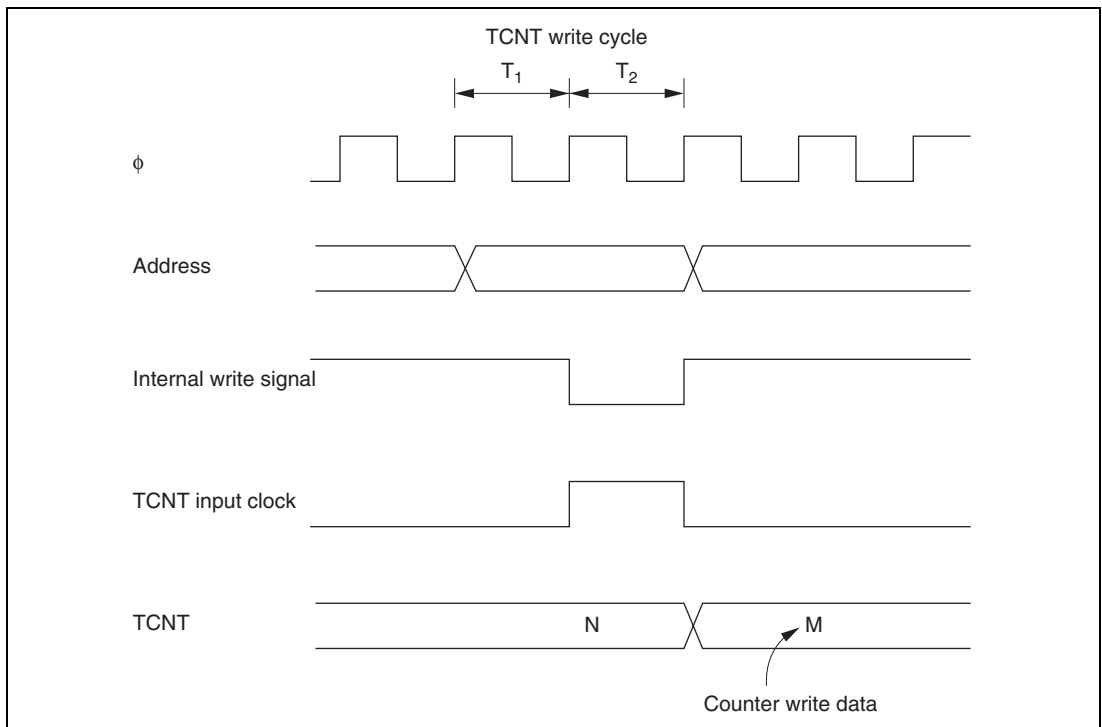 TCNT write cycle
T1 T2
ϕ
Address
Internal write signal
TCNT input clock
TCNT N M
Counter write data